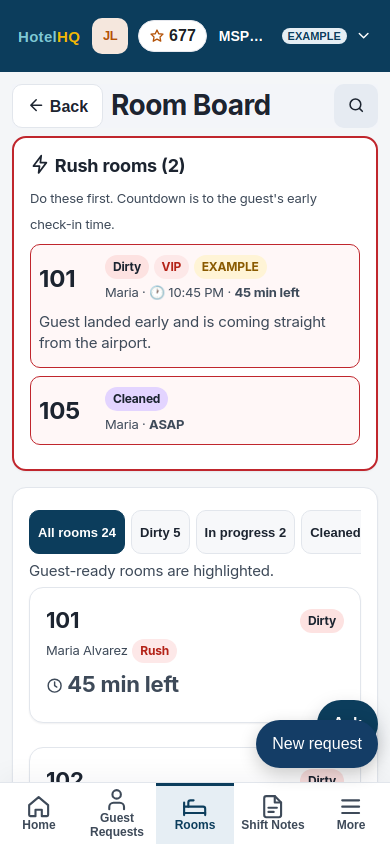 HotelHQ JL 677 MSP... EXAMPLE
Back Room Board
Rush rooms (2)
Do these first. Countdown is to the guest's early
check-in time.
101 Dirty VIP EXAMPLE
Maria · 🕐 10:45 PM · 45 min left
Guest landed early and is coming straight
from the airport.
105 Cleaned
Maria · ASAP
All rooms 24 Dirty 5 In progress 2 Cleaned
Guest-ready rooms are highlighted.
101 Dirty
Maria Alvarez Rush
45 min left
New request
102 Dirty
Home Guest Requests Rooms Shift Notes More